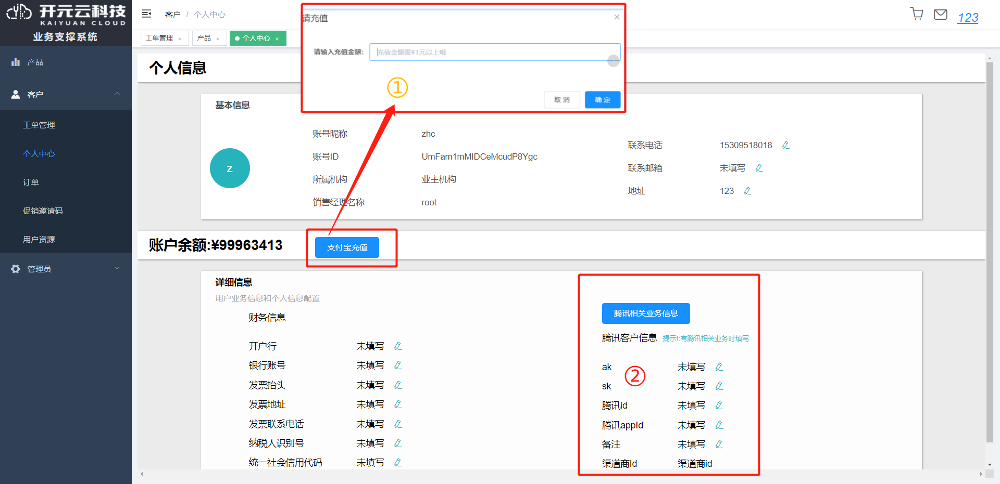 开元云科技
KAIYUAN CLOUD
业务支撑系统
产品
客户
工单管理
个人中心
订单
促销邀请码
用户资源
管理员
客户 / 个人中心
123
工单管理 ×
产品 ×
个人中心 ×
请充值 ×
请输入充值金额: 充值金额需¥1元以上哦
取 消 确 定
①
个人信息
基本信息
z
账号昵称 zhc
账号ID UmFam1mMIDCeMcudP8Ygc
所属机构 业主机构
销售经理名称 root
联系电话 15309518018
联系邮箱 未填写
地址 123
账户余额:¥99963413
支付宝充值
详细信息
用户业务信息和个人信息配置
财务信息
开户行 未填写
银行账号 未填写
发票抬头 未填写
发票地址 未填写
发票联系电话 未填写
纳税人识别号 未填写
统一社会信用代码 未填写
腾讯相关业务信息
腾讯客户信息 提示!:有腾讯相关业务时填写
ak 未填写
②
sk 未填写
腾讯id 未填写
腾讯appId 未填写
备注 未填写
渠道商Id 渠道商id